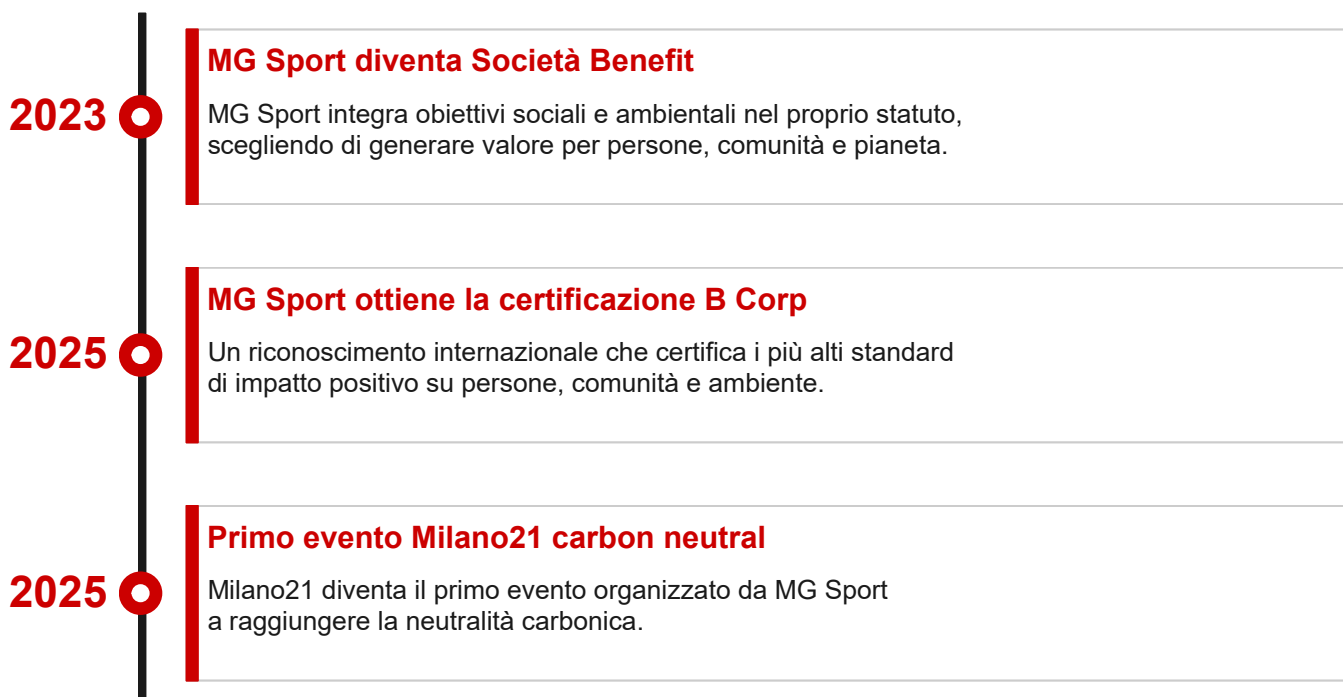 MG Sport diventa Società Benefit
2023
MG Sport integra obiettivi sociali e ambientali nel proprio statuto,
scegliendo di generare valore per persone, comunità e pianeta.
MG Sport ottiene la certificazione B Corp
2025
Un riconoscimento internazionale che certifica i più alti standard
di impatto positivo su persone, comunità e ambiente.
Primo evento Milano21 carbon neutral
2025
Milano21 diventa il primo evento organizzato da MG Sport
a raggiungere la neutralità carbonica.